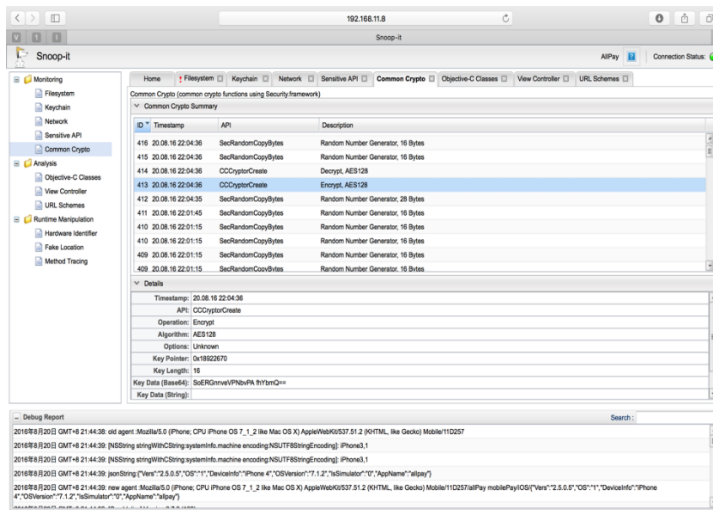 192.168.11.8
Snoop-it
Snoop-it
AllPay
Connection Status:
Monitoring
Filesystem
Keychain
Network
Sensitive API
Common Crypto
Analysis
Objective-C Classes
View Controller
URL Schemes
Runtime Manipulation
Hardware Identifier
Fake Location
Method Tracing
Home Filesystem Keychain Network Sensitive API Common Crypto Objective-C Classes View Controller URL Schemes
Common Crypto (common crypto functions using Security.framework)
Common Crypto Summary
ID Timestamp API Description
416 20.08.16 22:04:36 SecRandomCopyBytes Random Number Generator, 16 Bytes
415 20.08.16 22:04:36 SecRandomCopyBytes Random Number Generator, 16 Bytes
414 20.08.16 22:04:36 CCCryptorCreate Decrypt, AES128
413 20.08.16 22:04:36 CCCryptorCreate Encrypt, AES128
412 20.08.16 22:04:35 SecRandomCopyBytes Random Number Generator, 28 Bytes
411 20.08.16 22:01:45 SecRandomCopyBytes Random Number Generator, 16 Bytes
410 20.08.16 22:01:15 SecRandomCopyBytes Random Number Generator, 16 Bytes
410 20.08.16 22:01:15 SecRandomCopyBytes Random Number Generator, 16 Bytes
409 20.08.16 22:01:15 SecRandomCopyBytes Random Number Generator, 16 Bytes
409 20.08.16 22:01:15 SecRandomCopyBytes Random Number Generator, 16 Bytes
Details
Timestamp: 20.08.16 22:04:36
API: CCCryptorCreate
Operation: Encrypt
Algorithm: AES128
Options: Unknown
Key Pointer: 0x18922670
Key Length: 16
Key Data (Base64): SoERGnnveVPNbvPA fhYbmQ==
Key Data (String):
Debug Report
Search :
2016年8月20日 GMT+8 21:44:38: old agent :Mozilla/5.0 (iPhone; CPU iPhone OS 7_1_2 like Mac OS X) AppleWebKit/537.51.2 (KHTML, like Gecko) Mobile/11D257
2016年8月20日 GMT+8 21:44:39: [NSString stringWithCString:systemInfo.machine encoding:NSUTF8StringEncoding]: iPhone3,1
2016年8月20日 GMT+8 21:44:39: [NSString stringWithCString:systemInfo.machine encoding:NSUTF8StringEncoding]: iPhone3,1
2016年8月20日 GMT+8 21:44:39: jsonString:{"Vers":"2.5.0.5","OS":"1","DeviceInfo":"iPhone 4","OSVersion":"7.1.2","IsSimulator":"0","AppName":"allpay"}
2016年8月20日 GMT+8 21:44:39: new agent :Mozilla/5.0 (iPhone; CPU iPhone OS 7_1_2 like Mac OS X) AppleWebKit/537.51.2 (KHTML, like Gecko) Mobile/11D257/allPay mobilePayIOS/{"Vers":"2.5.0.5","OS":"1","DeviceInfo":"iPhone
4","OSVersion":"7.1.2","IsSimulator":"0","AppName":"allpay"}